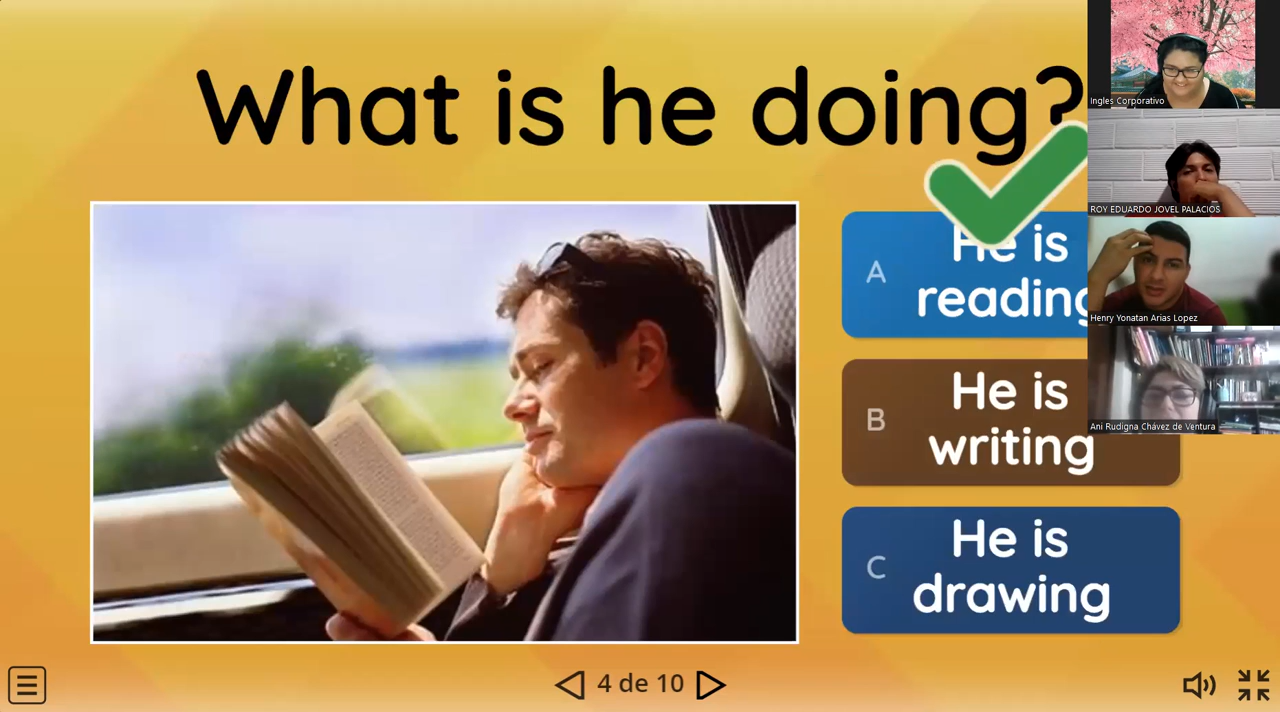 What is he doing?
A
He is
reading
B
He is
writing
C
He is
drawing
4 de 10
Ingles Corporativo
ROY EDUARDO JOVEL PALACIOS
Henry Yonatan Arias Lopez
Ani Rudigna Chávez de Ventura